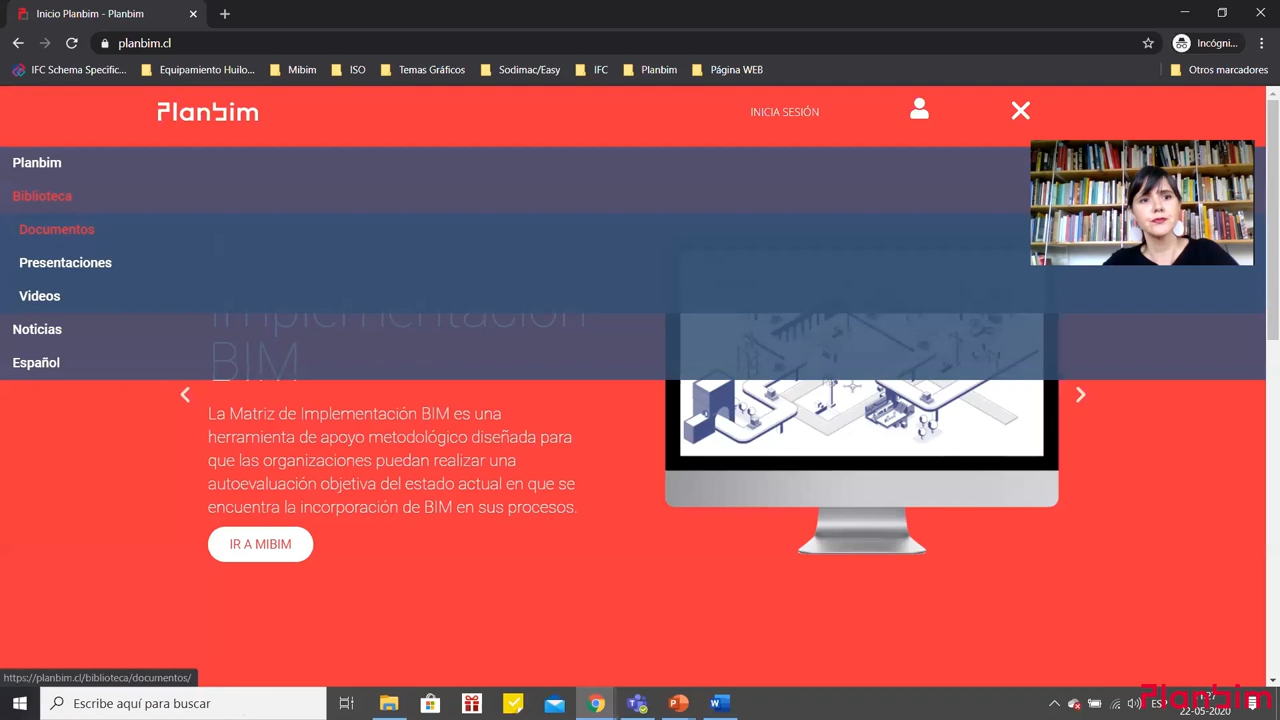 Inicio Planbim - Planbim
planbim.cl
Incógni...
IFC Schema Specific...
Equipamiento Huilo...
Mibim
ISO
Temas Gráficos
Sodimac/Easy
IFC
Planbim
Página WEB
Otros marcadores
Planbim
INICIA SESIÓN
Planbim
Biblioteca
Documentos
Presentaciones
Videos
Noticias
Español
Implementación
BIM
La Matriz de Implementación BIM es una
herramienta de apoyo metodológico diseñada para
que las organizaciones puedan realizar una
autoevaluación objetiva del estado actual en que se
encuentra la incorporación de BIM en sus procesos.
IR A MIBIM
https://planbim.cl/biblioteca/documentos/
Escribe aquí para buscar
22-05-2020
Planbim